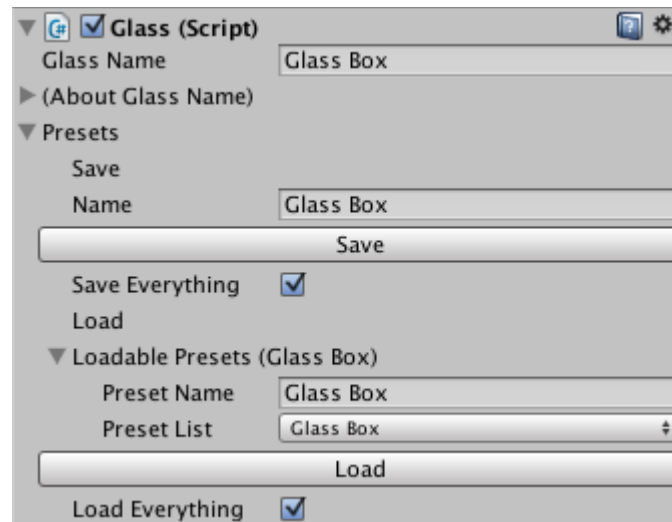 Glass (Script)
Glass Name Glass Box
(About Glass Name)
Presets
Save
Name Glass Box
Save
Save Everything
Load
Loadable Presets (Glass Box)
Preset Name Glass Box
Preset List Glass Box
Load
Load Everything